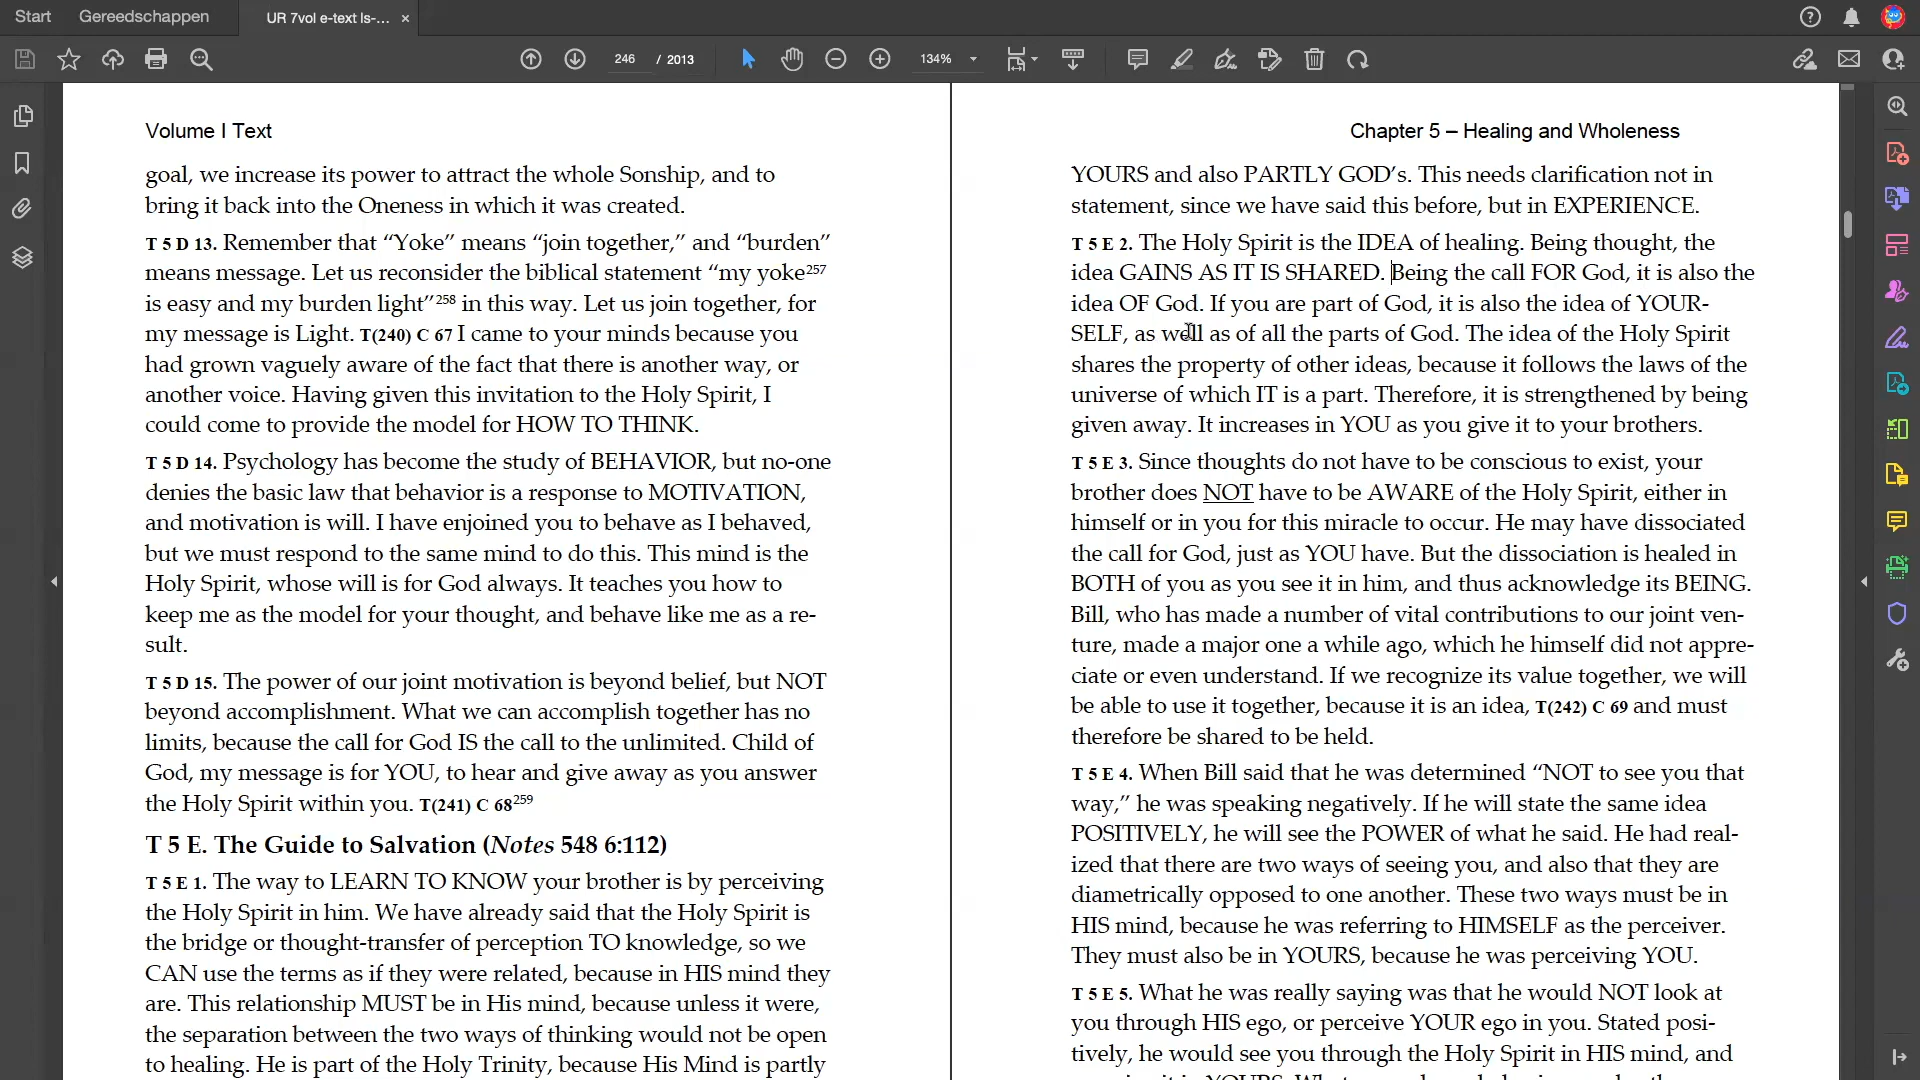 Start Gereedschappen UR 7vol e-text ls-... ×
246 / 2013 134%
Volume I Text
goal, we increase its power to attract the whole Sonship, and to
bring it back into the Oneness in which it was created.
T 5 D 13. Remember that “Yoke” means “join together,” and “burden”
means message. Let us reconsider the biblical statement “my yoke257
is easy and my burden light”258 in this way. Let us join together, for
my message is Light. T(240) C 67 I came to your minds because you
had grown vaguely aware of the fact that there is another way, or
another voice. Having given this invitation to the Holy Spirit, I
could come to provide the model for HOW TO THINK.
T 5 D 14. Psychology has become the study of BEHAVIOR, but no-one
denies the basic law that behavior is a response to MOTIVATION,
and motivation is will. I have enjoined you to behave as I behaved,
but we must respond to the same mind to do this. This mind is the
Holy Spirit, whose will is for God always. It teaches you how to
keep me as the model for your thought, and behave like me as a re-
sult.
T 5 D 15. The power of our joint motivation is beyond belief, but NOT
beyond accomplishment. What we can accomplish together has no
limits, because the call for God IS the call to the unlimited. Child of
God, my message is for YOU, to hear and give away as you answer
the Holy Spirit within you. T(241) C 68259
T 5 E. The Guide to Salvation (Notes 548 6:112)
T 5 E 1. The way to LEARN TO KNOW your brother is by perceiving
the Holy Spirit in him. We have already said that the Holy Spirit is
the bridge or thought-transfer of perception TO knowledge, so we
CAN use the terms as if they were related, because in HIS mind they
are. This relationship MUST be in His mind, because unless it were,
the separation between the two ways of thinking would not be open
to healing. He is part of the Holy Trinity, because His Mind is partly
Chapter 5 – Healing and Wholeness
YOURS and also PARTLY GOD’s. This needs clarification not in
statement, since we have said this before, but in EXPERIENCE.
T 5 E 2. The Holy Spirit is the IDEA of healing. Being thought, the
idea GAINS AS IT IS SHARED. Being the call FOR God, it is also the
idea OF God. If you are part of God, it is also the idea of YOUR-
SELF, as well as of all the parts of God. The idea of the Holy Spirit
shares the property of other ideas, because it follows the laws of the
universe of which IT is a part. Therefore, it is strengthened by being
given away. It increases in YOU as you give it to your brothers.
T 5 E 3. Since thoughts do not have to be conscious to exist, your
brother does NOT have to be AWARE of the Holy Spirit, either in
himself or in you for this miracle to occur. He may have dissociated
the call for God, just as YOU have. But the dissociation is healed in
BOTH of you as you see it in him, and thus acknowledge its BEING.
Bill, who has made a number of vital contributions to our joint ven-
ture, made a major one a while ago, which he himself did not appre-
ciate or even understand. If we recognize its value together, we will
be able to use it together, because it is an idea, T(242) C 69 and must
therefore be shared to be held.
T 5 E 4. When Bill said that he was determined “NOT to see you that
way,” he was speaking negatively. If he will state the same idea
POSITIVELY, he will see the POWER of what he said. He had real-
ized that there are two ways of seeing you, and also that they are
diametrically opposed to one another. These two ways must be in
HIS mind, because he was referring to HIMSELF as the perceiver.
They must also be in YOURS, because he was perceiving YOU.
T 5 E 5. What he was really saying was that he would NOT look at
you through HIS ego, or perceive YOUR ego in you. Stated posi-
tively, he would see you through the Holy Spirit in HIS mind, and